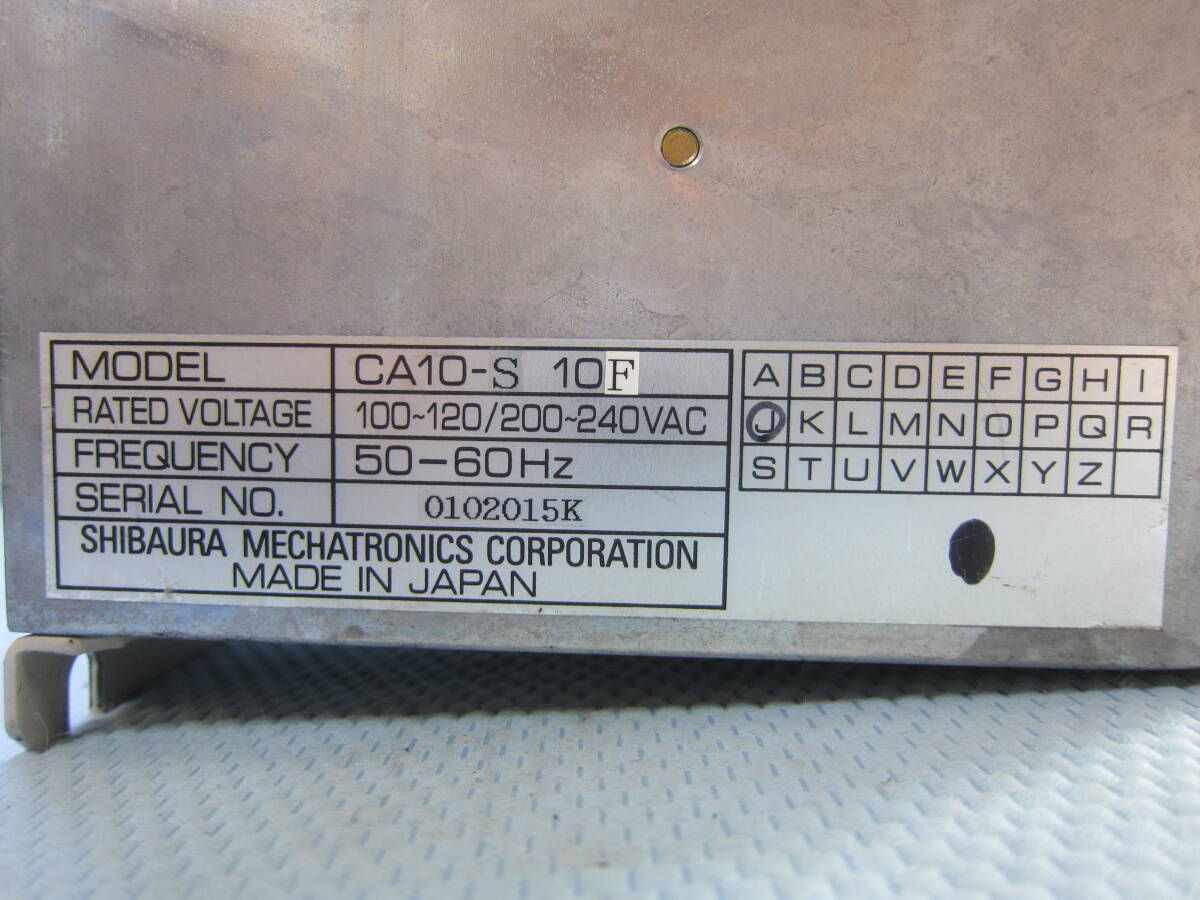 MODEL CA10-S 10F
RATED VOLTAGE 100~120/200~240VAC
FREQUENCY 50-60Hz
SERIAL NO. 0102015K
SHIBAURA MECHATRONICS CORPORATION
MADE IN JAPAN
A B C D E F G H I
J K L M N O P Q R
S T U V W X Y Z